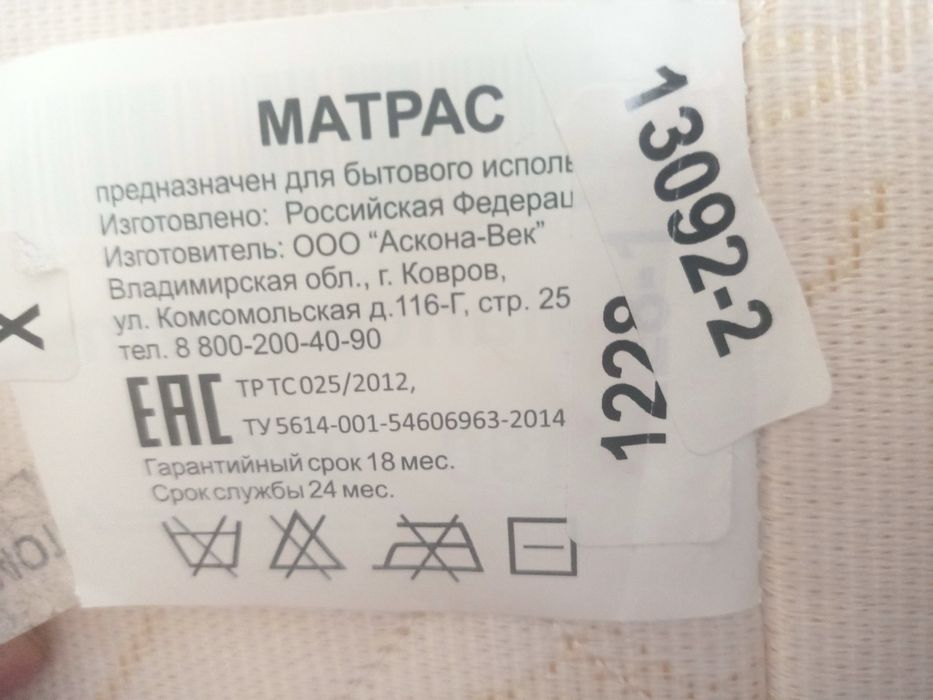 МАТРАС
предназначен для бытового исполь
Изготовлено: Российская Федерац
Изготовитель: ООО “Аскона-Век”
Владимирская обл., г. Ковров,
ул. Комсомольская д.116-Г, стр. 25
тел. 8 800-200-40-90
ЕАС ТР ТС 025/2012,
ТУ 5614-001-54606963-2014
Гарантийный срок 18 мес.
Срок службы 24 мес.
13092-2
1228
X